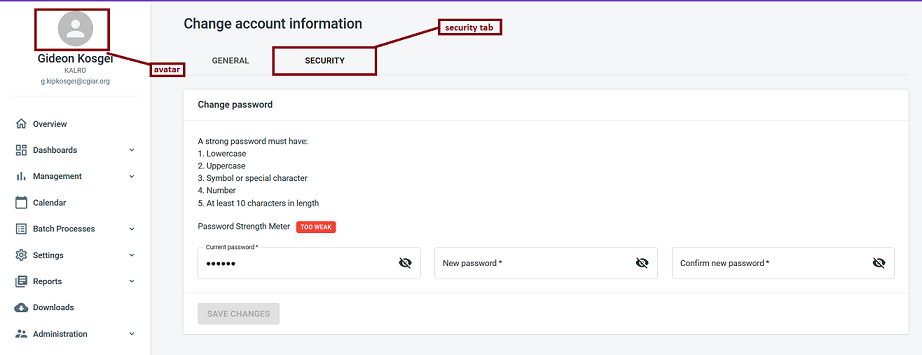 Change account information
security tab
avatar
Gideon Kosgei
KALRO
g.kipkosgei@cgiar.org
GENERAL
SECURITY
Overview
Dashboards
Management
Calendar
Batch Processes
Settings
Reports
Downloads
Administration
Change password
A strong password must have:
1. Lowercase
2. Uppercase
3. Symbol or special character
4. Number
5. At least 10 characters in length
Password Strength Meter TOO WEAK
Current password *
••••••
New password *
Confirm new password *
SAVE CHANGES